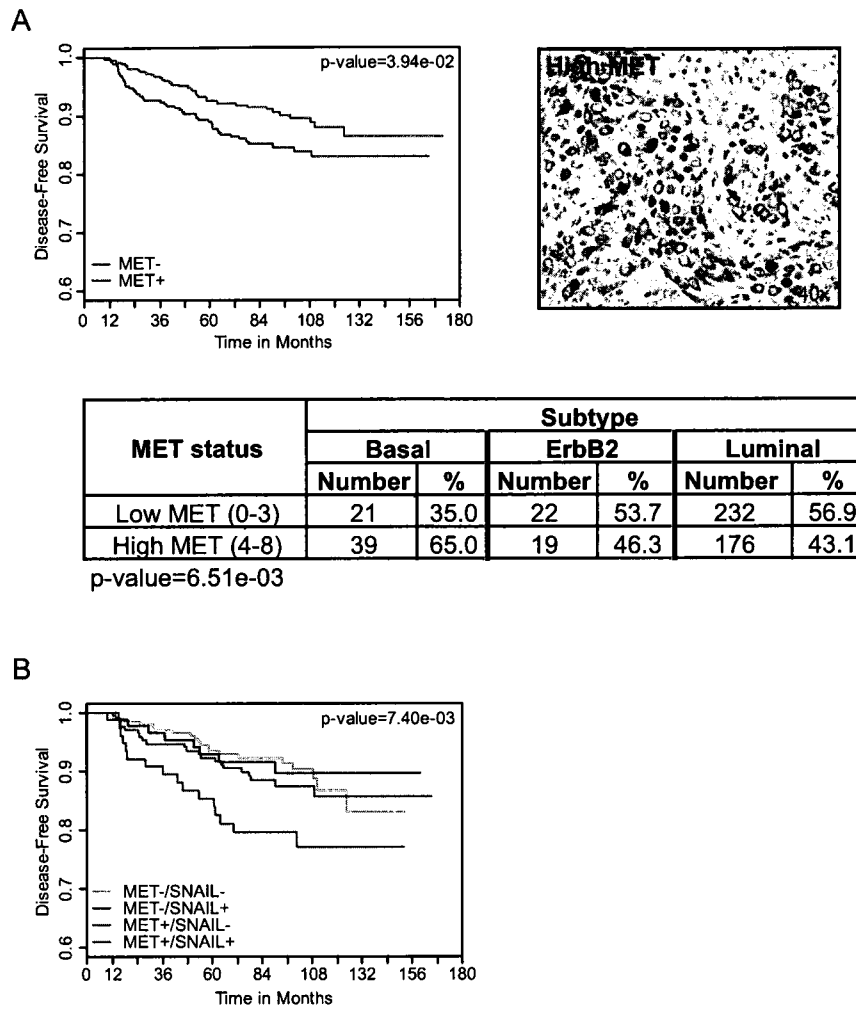 A
p-value=3.94e-02
1.0
0.9
0.8
0.7
0.6
Disease-Free Survival
MET-
MET+
0 12 36 60 84 108 132 156 180
Time in Months
High-MET
40x
MET status
Subtype
Basal ErbB2 Luminal
Number % Number % Number %
Low MET (0-3) 21 35.0 22 53.7 232 56.9
High MET (4-8) 39 65.0 19 46.3 176 43.1
p-value=6.51e-03
B
p-value=7.40e-03
1.0
0.9
0.8
0.7
0.6
Disease-Free Survival
MET-/SNAIL-
MET-/SNAIL+
MET+/SNAIL-
MET+/SNAIL+
0 12 36 60 84 108 132 156 180
Time in Months